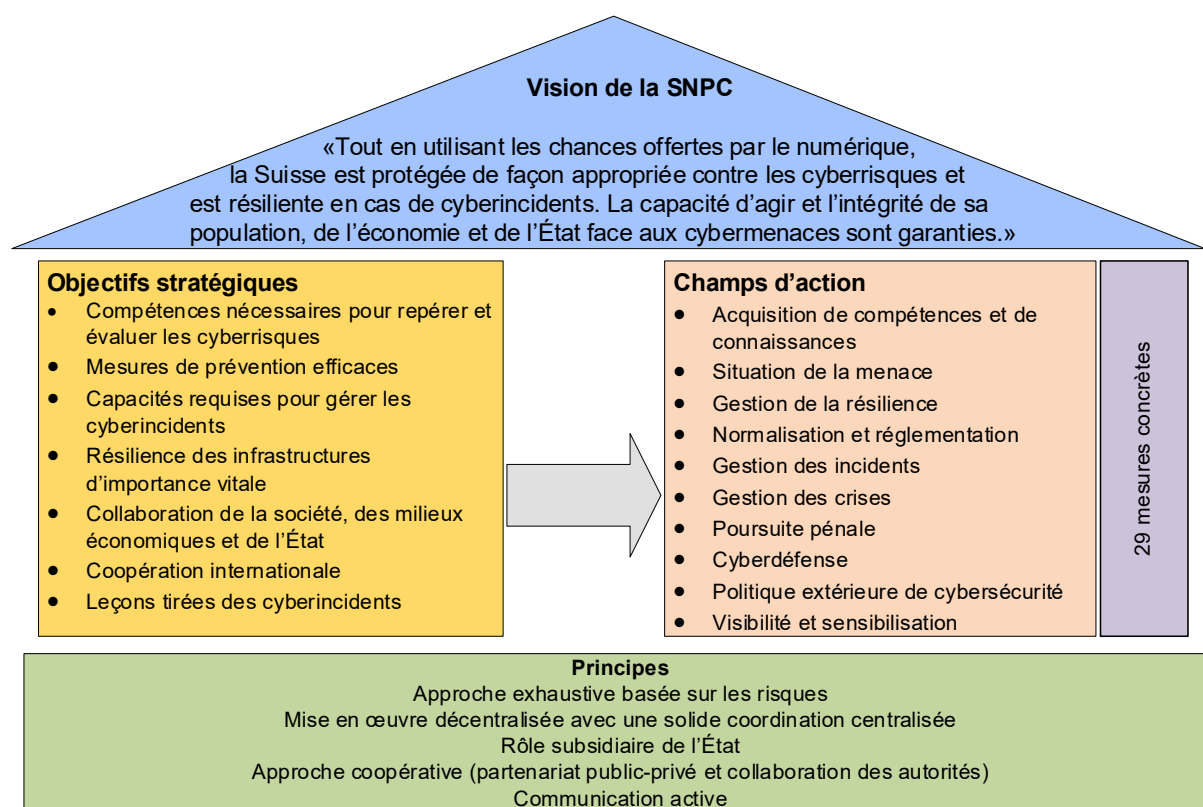 Vision de la SNPC
«Tout en utilisant les chances offertes par le numérique,
la Suisse est protégée de façon appropriée contre les cyberrisques et
est résiliente en cas de cyberincidents. La capacité d’agir et l’intégrité de sa
population, de l’économie et de l’État face aux cybermenaces sont garanties.»
Objectifs stratégiques
• Compétences nécessaires pour repérer et
évaluer les cyberrisques
• Mesures de prévention efficaces
• Capacités requises pour gérer les
cyberincidents
• Résilience des infrastructures
d’importance vitale
• Collaboration de la société, des milieux
économiques et de l’État
• Coopération internationale
• Leçons tirées des cyberincidents
Champs d’action
• Acquisition de compétences et de
connaissances
• Situation de la menace
• Gestion de la résilience
• Normalisation et réglementation
• Gestion des incidents
• Gestion des crises
• Poursuite pénale
• Cyberdéfense
• Politique extérieure de cybersécurité
• Visibilité et sensibilisation
29 mesures concrètes
Principes
Approche exhaustive basée sur les risques
Mise en œuvre décentralisée avec une solide coordination centralisée
Rôle subsidiaire de l’État
Approche coopérative (partenariat public-privé et collaboration des autorités)
Communication active